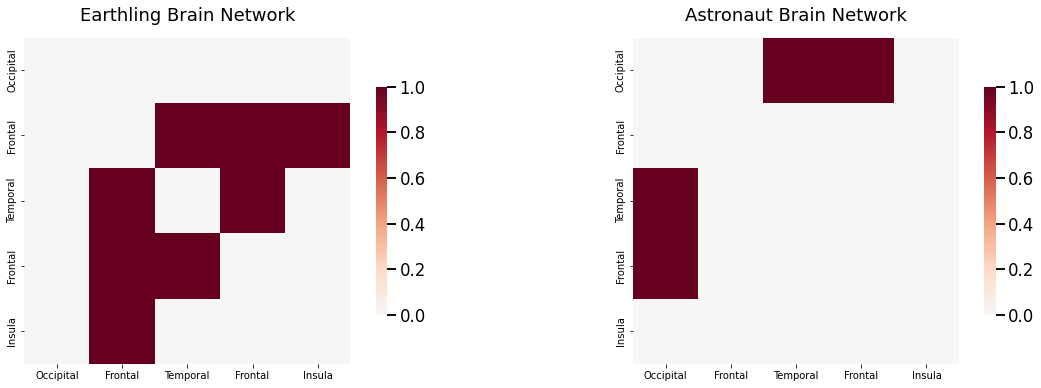 Earthling Brain Network
Astronaut Brain Network
Occipital
Frontal
Temporal
Frontal
Insula
1.0
0.8
0.6
0.4
0.2
0.0
Occipital Frontal Temporal Frontal Insula
Occipital
Frontal
Temporal
Frontal
Insula
1.0
0.8
0.6
0.4
0.2
0.0
Occipital Frontal Temporal Frontal Insula